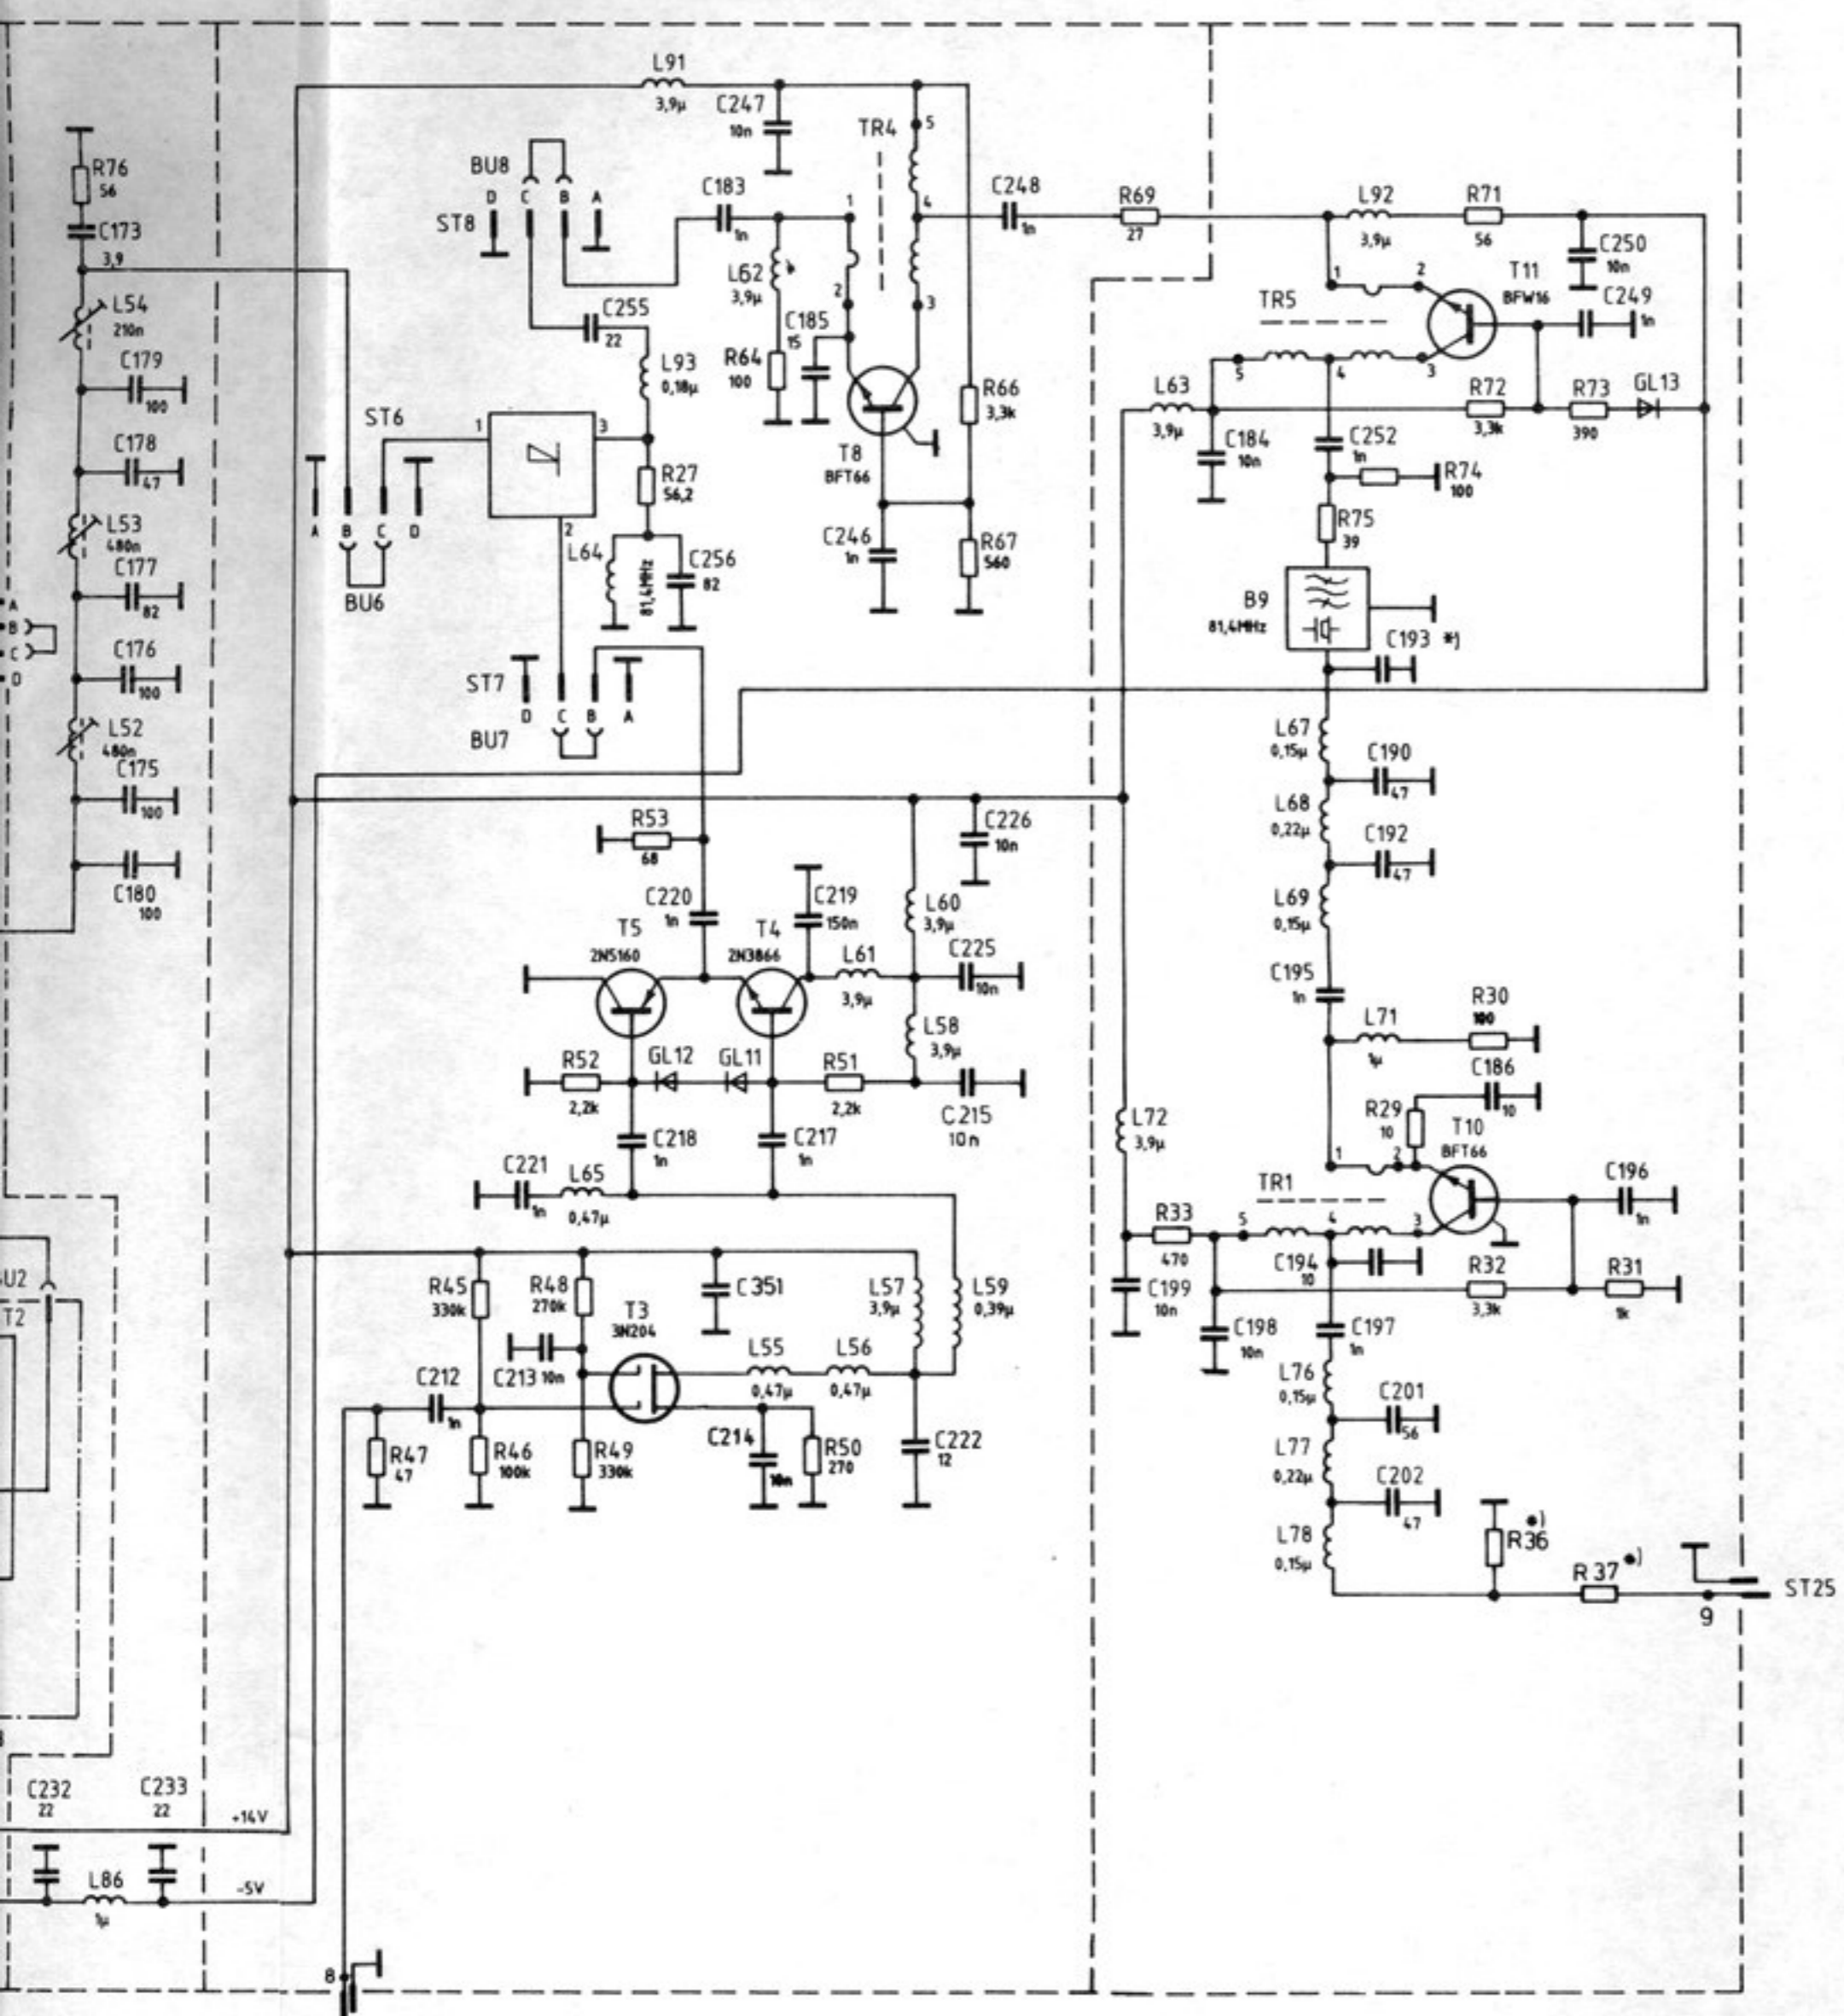 L91
3,9µ
C247
10n
TR4
5
R76
56
BU8
D
C
B
A
ST8
C183
1n
1
4
C248
1n
R69
27
L92
3,9µ
R71
56
C250
10n
C173
3,9
L62
3,9µ
2
3
1
2
T11
BFW16
C249
1n
TR5
L54
210n
C255
22
C185
15
R64
100
L93
0,18µ
5
4
3
C179
100
R66
3,3k
L63
3,9µ
R72
3,3k
R73
390
GL13
ST6
1
3
C184
10n
C252
1n
R74
100
C178
47
T8
BFT66
R27
56,2
A
B
C
D
2
R75
39
L53
480n
C246
1n
R67
560
L64
81,4MHz
C256
82
C177
82
BU6
B9
81,4MHz
C193 *)
A
B
C
D
C176
100
ST7
D
C
B
A
BU7
L52
480n
L67
0,15µ
C190
47
C175
100
L68
0,22µ
C192
47
R53
68
C226
10n
C180
100
C220
1n
C219
150n
L60
3,9µ
L69
0,15µ
T5
2N5160
T4
2N3866
L61
3,9µ
C225
10n
C195
1n
R30
100
L71
1µ
L58
3,9µ
R52
2,2k
GL12
GL11
R51
2,2k
C186
10
C215
10n
R29
10
T10
BFT66
L72
3,9µ
C218
1n
C217
1n
1
2
C221
1n
L65
0,47µ
TR1
C196
1n
R33
470
5
4
3
C194
10
R32
3,3k
R31
1k
U2
T2
R45
330k
R48
270k
T3
3N204
C351
L57
3,9µ
L59
0,39µ
C199
10n
C198
10n
C197
1n
C213
10n
L55
0,47µ
L56
0,47µ
C212
1n
L76
0,15µ
C201
56
R47
47
R46
100k
R49
330k
C214
10n
R50
270
C222
12
L77
0,22µ
C202
47
L78
0,15µ
R36
•)
R37
•)
ST25
9
C232
22
C233
22
+14V
L86
1µ
-5V
8